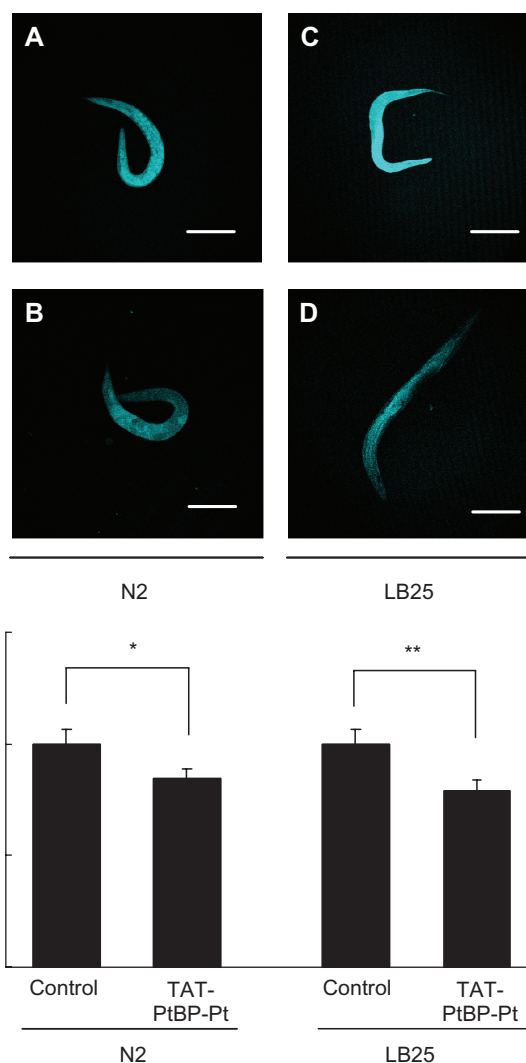 A
C
B
D
N2
LB25
*
**
Control
TAT-
PtBP-Pt
Control
TAT-
PtBP-Pt
N2
LB25